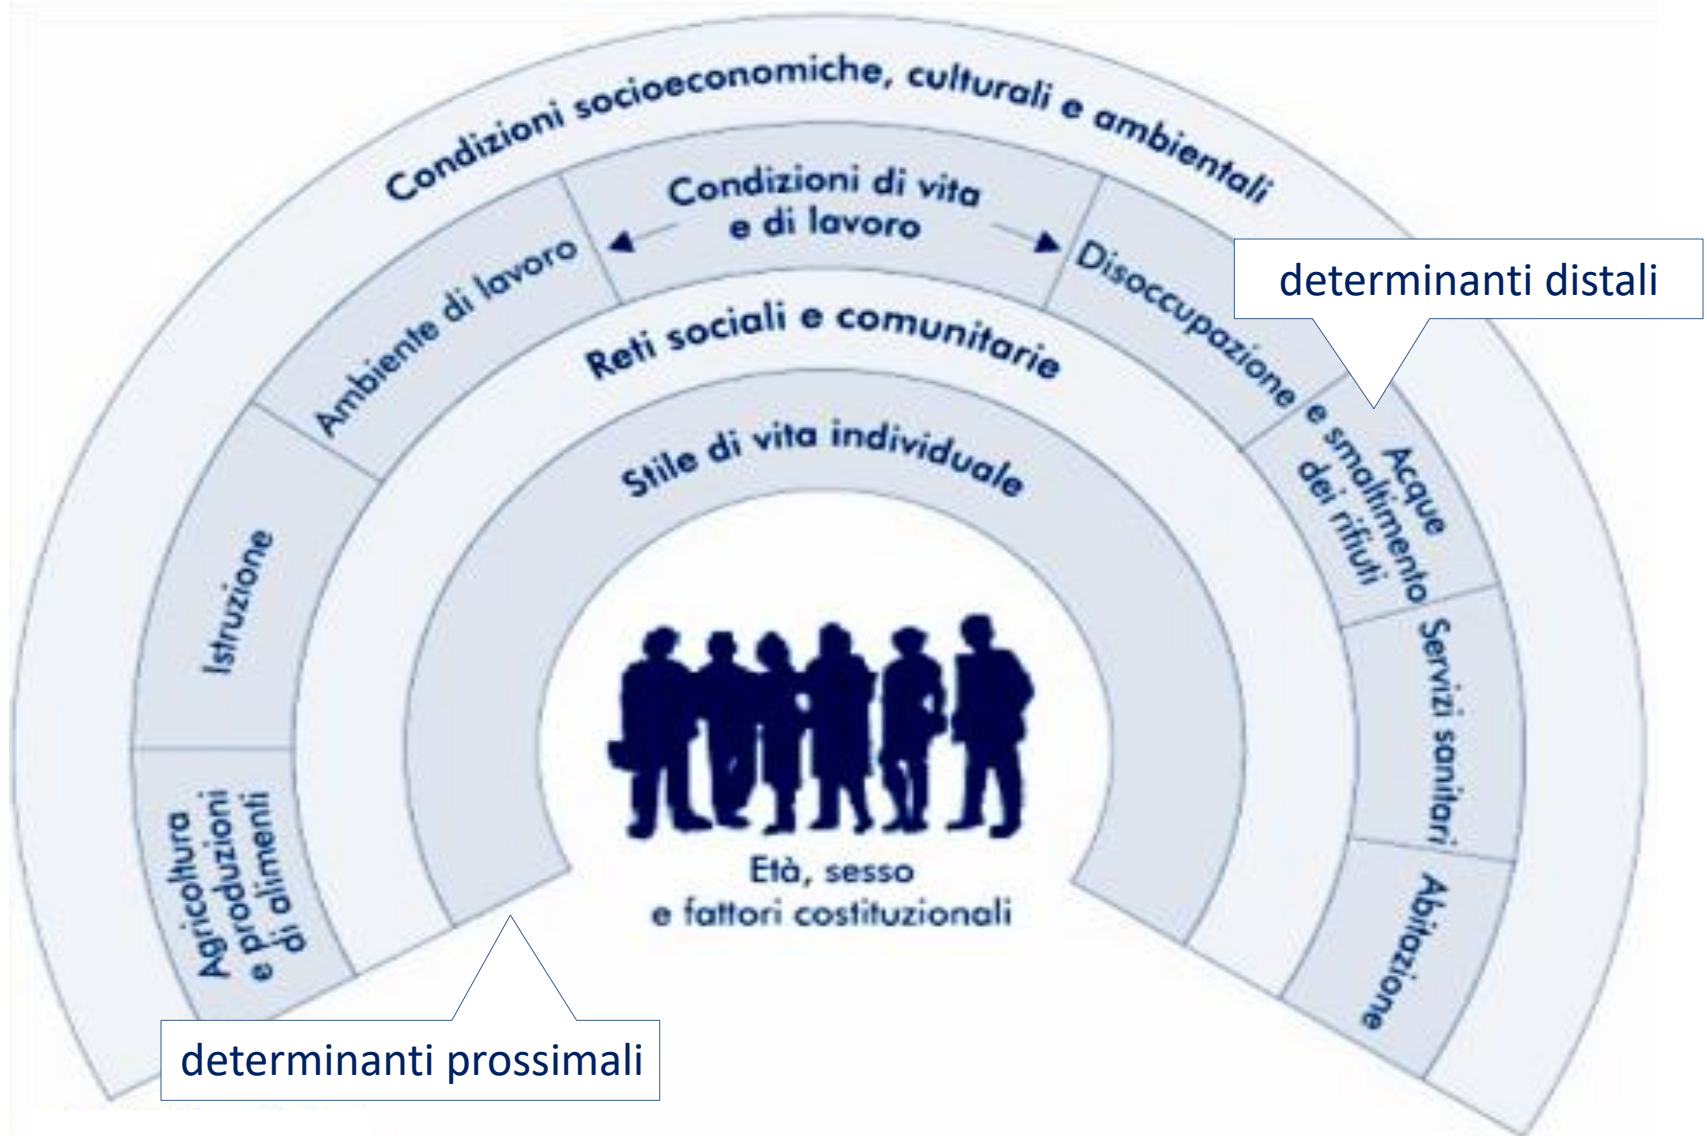 Condizioni socioeconomiche, culturali e ambientali
Condizioni di vita
e di lavoro
Agricoltura
e produzioni
di alimenti
Istruzione
Ambiente di lavoro
Disoccupazione
Acque
e smaltimento
dei rifiuti
Servizi sanitari
Abitazione
Reti sociali e comunitarie
Stile di vita individuale
Età, sesso
e fattori costituzionali
determinanti distali
determinanti prossimali